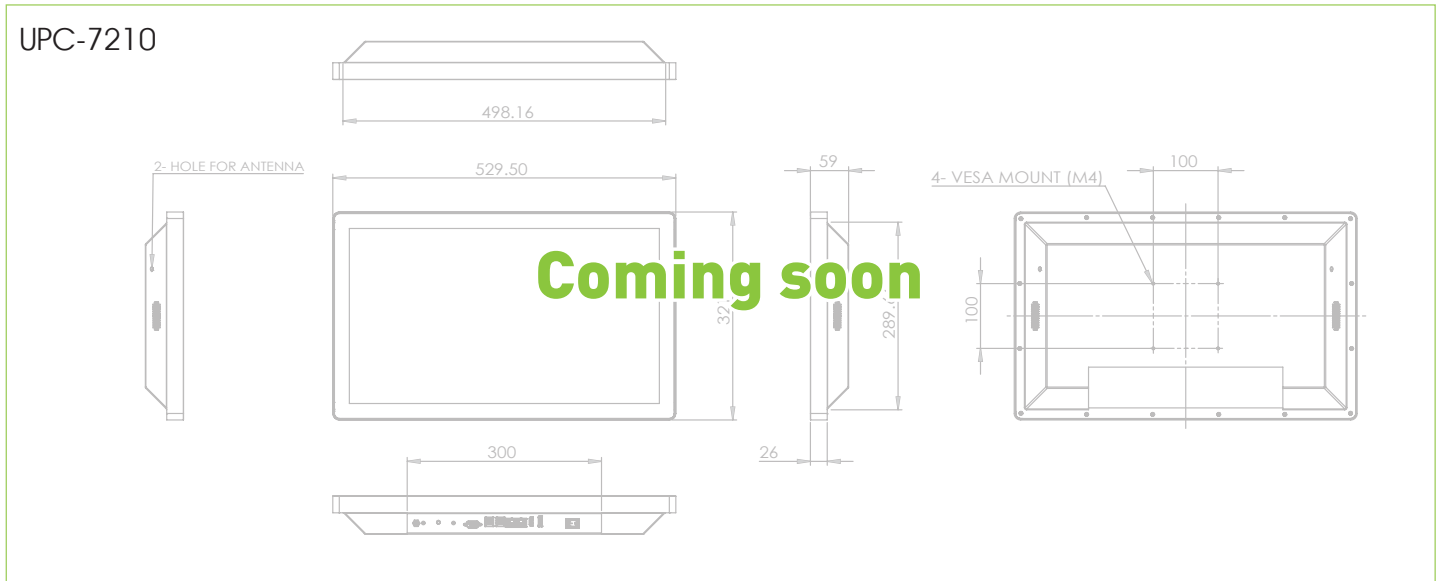 UPC-7210
498.16
2- HOLE FOR ANTENNA
529.50
59
100
4- VESA MOUNT (M4)
Coming soon
100
300
26